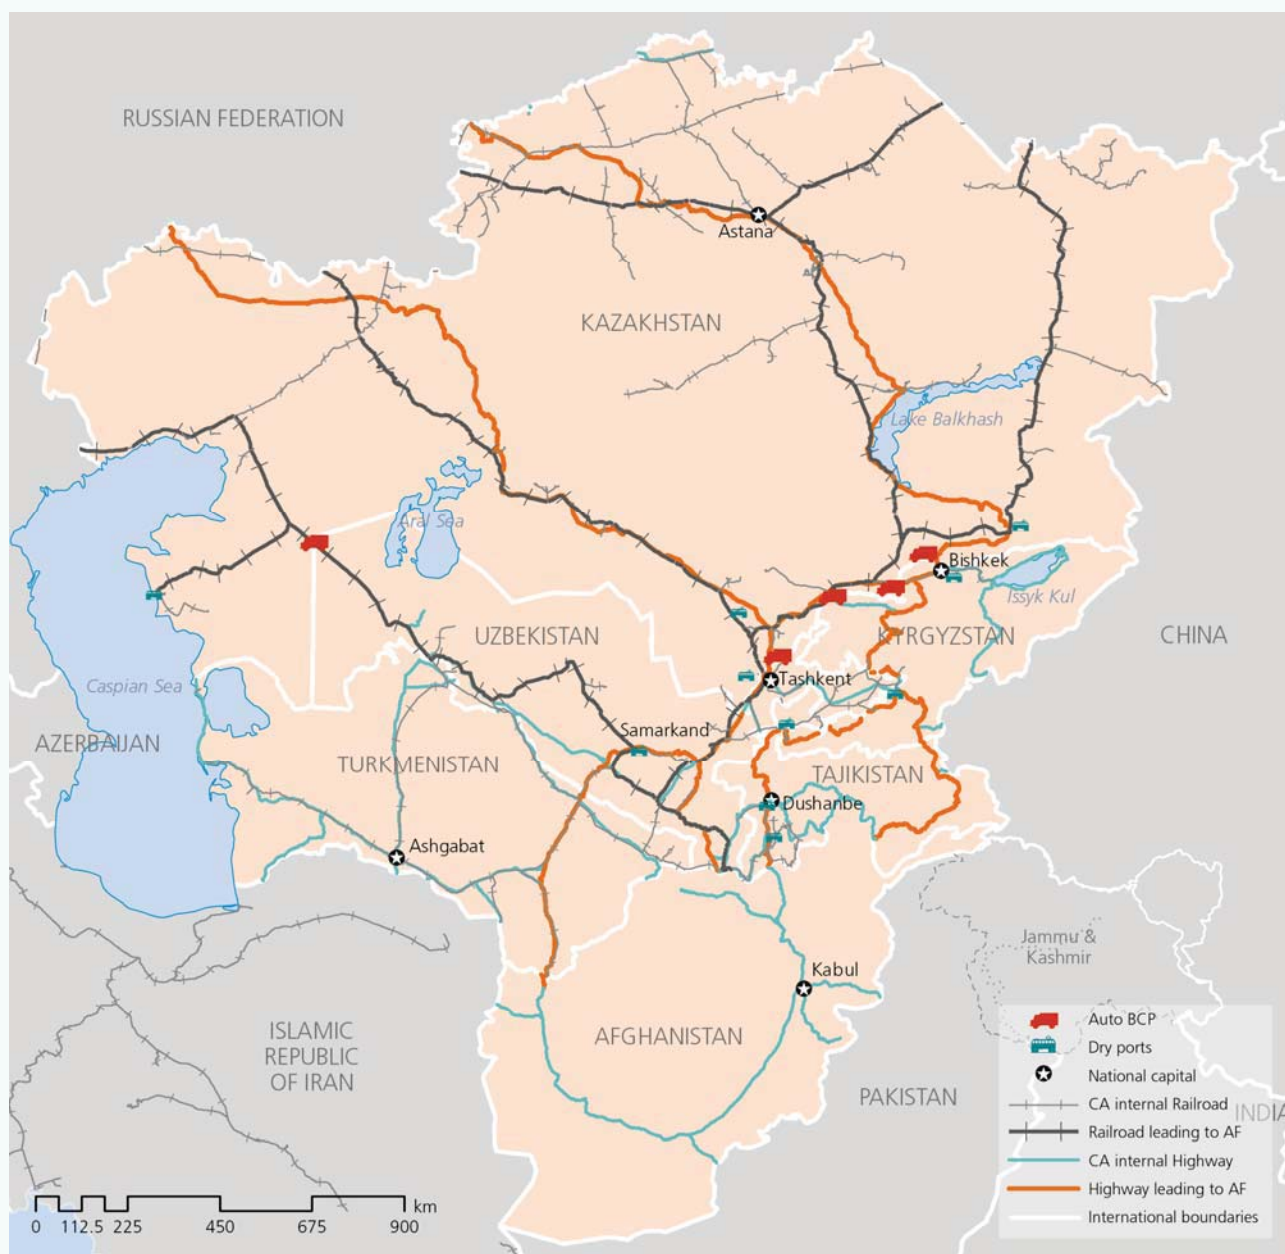 RUSSIAN FEDERATION
Astana
KAZAKHSTAN
Lake Balkhash
Aral Sea
Bishkek
Issyk Kul
UZBEKISTAN
KYRGYZSTAN
CHINA
Tashkent
Caspian Sea
Samarkand
AZERBAIJAN
TURKMENISTAN
TAJIKISTAN
Dushanbe
Ashgabat
Jammu &
Kashmir
Kabul
ISLAMIC
REPUBLIC
OF IRAN
AFGHANISTAN
PAKISTAN
INDIA
Auto BCP
Dry ports
National capital
CA internal Railroad
Railroad leading to AF
CA internal Highway
Highway leading to AF
International boundaries
km
0 112.5 225 450 675 900